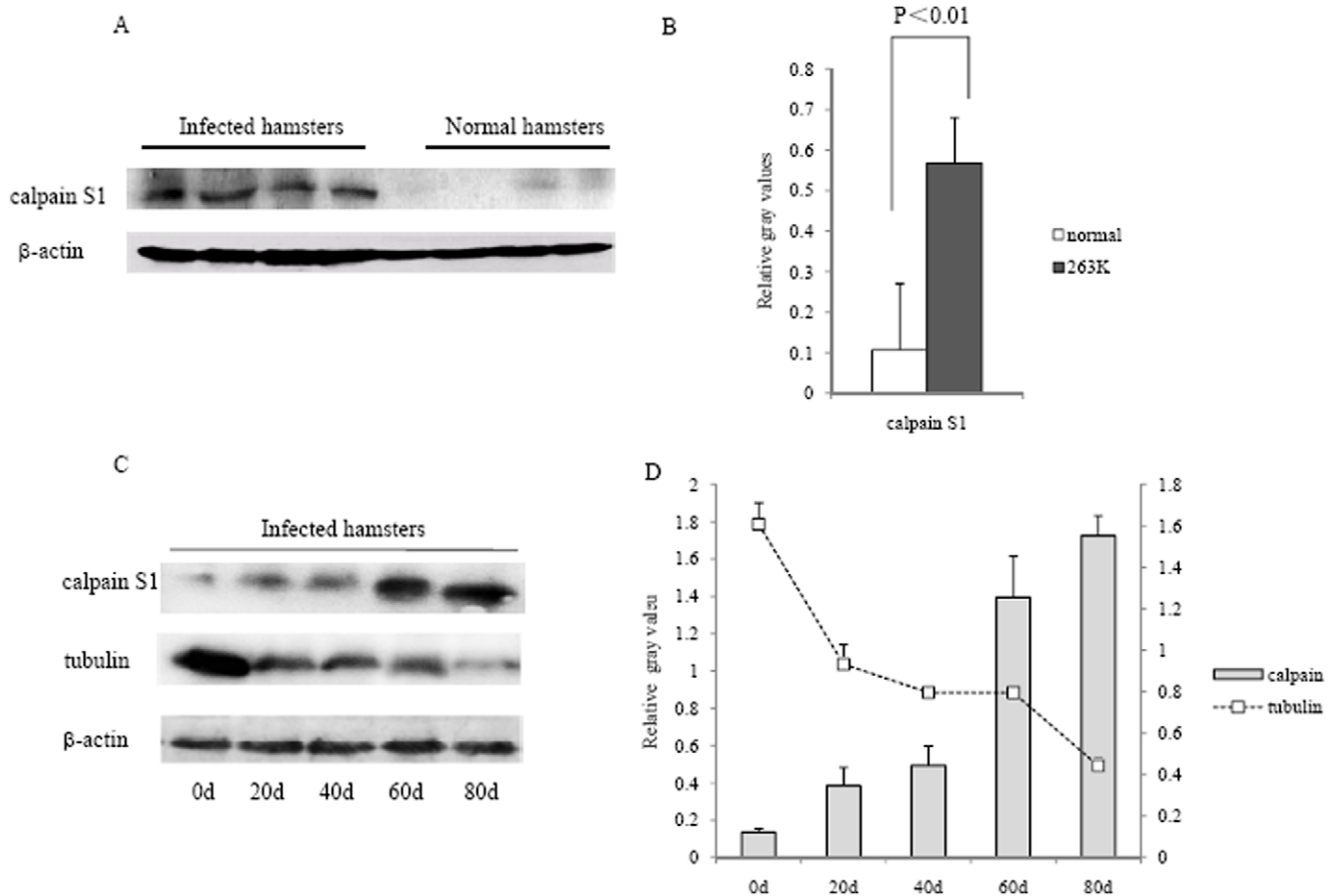 A
Infected hamsters
Normal hamsters
calpain S1
β-actin
B
P<0.01
0.8
0.7
0.6
0.5
0.4
0.3
0.2
0.1
0
Relative gray values
calpain S1
normal
263K
C
Infected hamsters
calpain S1
tubulin
β-actin
0d 20d 40d 60d 80d
D
2
1.8
1.6
1.4
1.2
1
0.8
0.6
0.4
0.2
0
Relative gray valeu
1.8
1.6
1.4
1.2
1
0.8
0.6
0.4
0.2
0
0d 20d 40d 60d 80d
calpain
tubulin